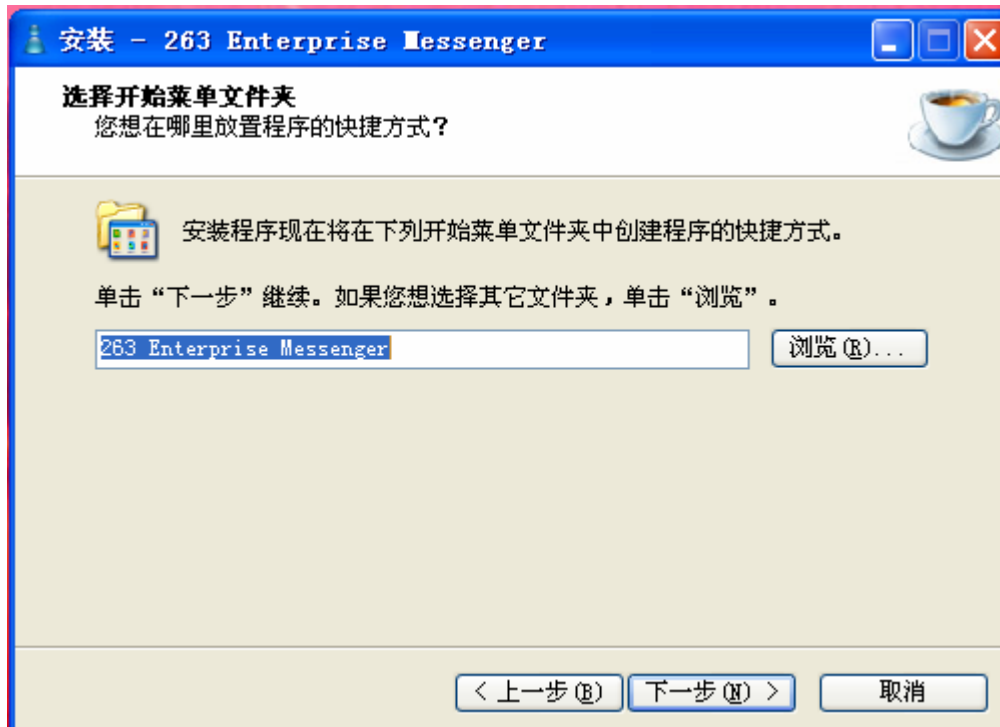 安装 - 263 Enterprise Messenger
选择开始菜单文件夹
您想在哪里放置程序的快捷方式?
安装程序现在将在下列开始菜单文件夹中创建程序的快捷方式。
单击“下一步”继续。如果您想选择其它文件夹，单击“浏览”。
263 Enterprise Messenger
浏览(R)...
< 上一步(B)
下一步(N) >
取消